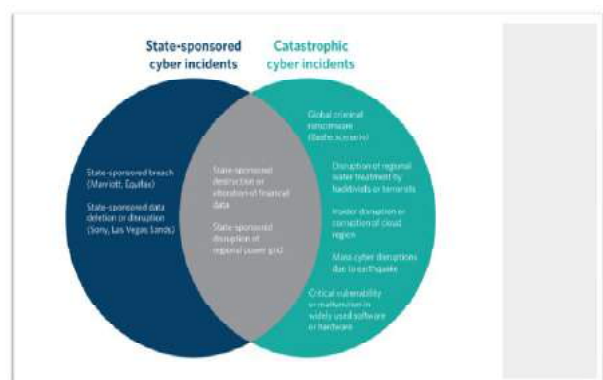 State-sponsored
cyber incidents
Catastrophic
cyber incidents
State-sponsored breach
(Marriott, Equifax)
State-sponsored data
deletion or disruption
(Sony, Las Vegas Sands)
State-sponsored
destruction or
alteration of financial
data
State-sponsored
disruption of
regional power grid
Global criminal
ransomware
Disruption of regional
water treatment by
hacktivists or terrorists
disruption or
corruption of cloud
region
Mass cyber disruptions
due to earthquake
Critical vulnerability
or malfunction in
widely used software
or hardware